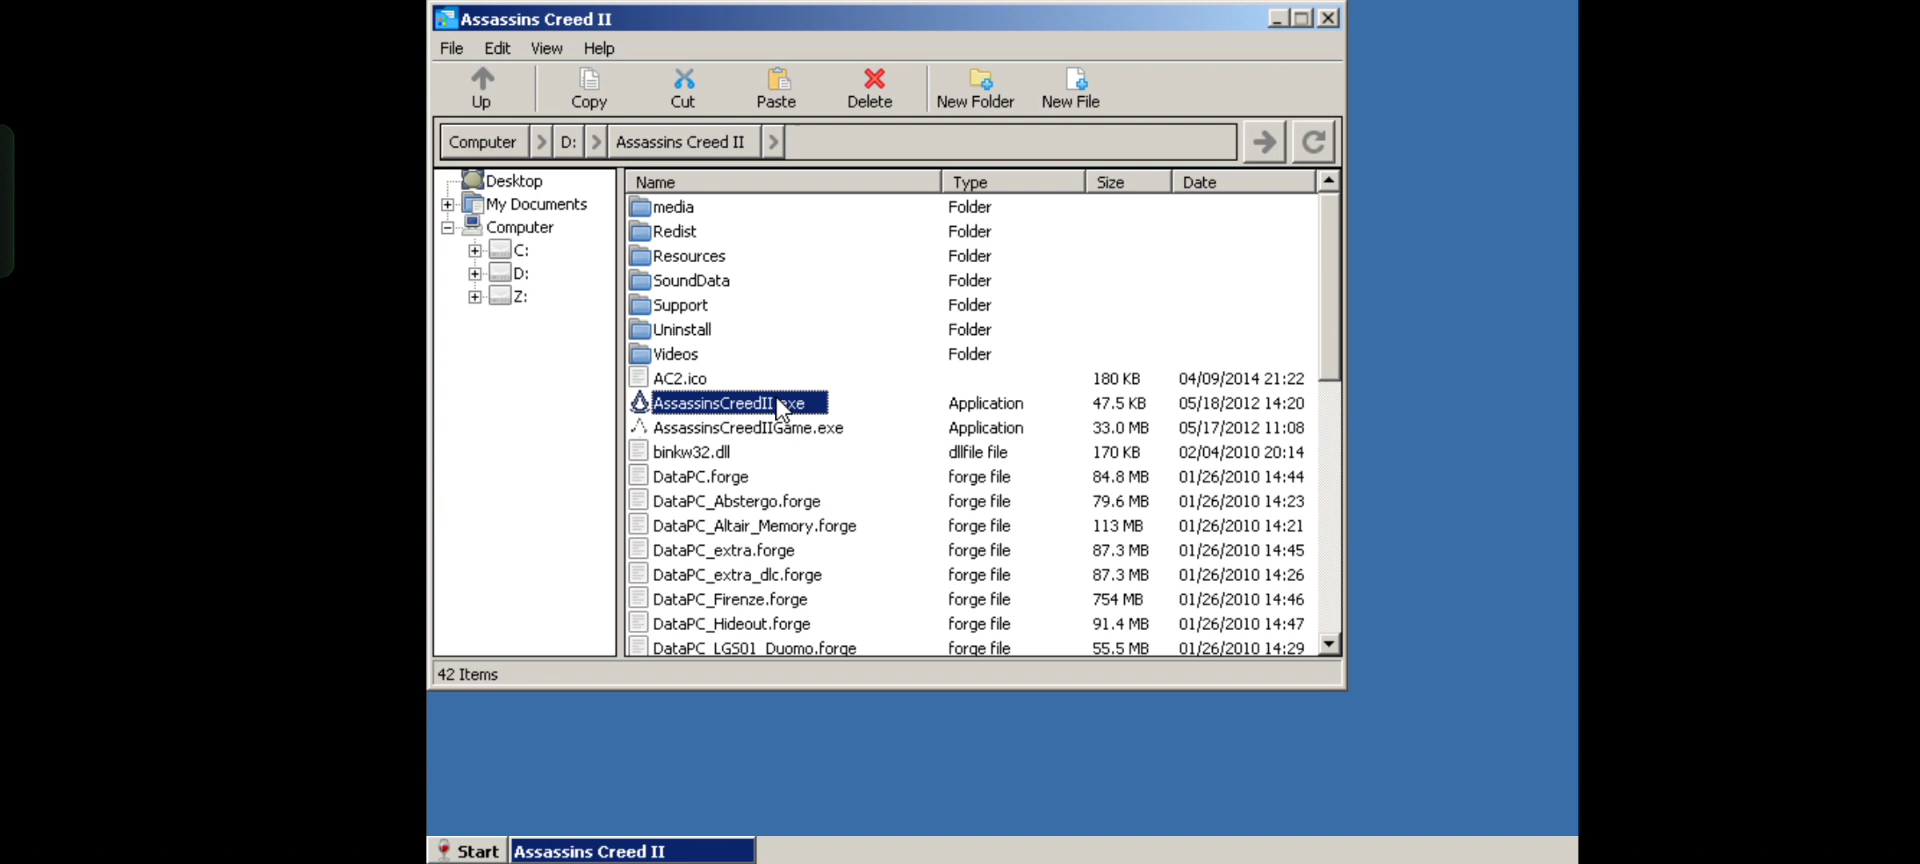 Assassins Creed II
File Edit View Help
Up Copy Cut Paste Delete New Folder New File
Computer D: Assassins Creed II
Desktop
My Documents
Computer
C:
D:
Z:
Name Type Size Date
media Folder
Redist Folder
Resources Folder
SoundData Folder
Support Folder
Uninstall Folder
Videos Folder
AC2.ico 180 KB 04/09/2014 21:22
AssassinsCreedII.exe Application 47.5 KB 05/18/2012 14:20
AssassinsCreedIIGame.exe Application 33.0 MB 05/17/2012 11:08
binkw32.dll dllfile file 170 KB 02/04/2010 20:14
DataPC.forge forge file 84.8 MB 01/26/2010 14:44
DataPC_Abstergo.forge forge file 79.6 MB 01/26/2010 14:23
DataPC_Altair_Memory.forge forge file 113 MB 01/26/2010 14:21
DataPC_extra.forge forge file 87.3 MB 01/26/2010 14:45
DataPC_extra_dlc.forge forge file 87.3 MB 01/26/2010 14:26
DataPC_Firenze.forge forge file 754 MB 01/26/2010 14:46
DataPC_Hideout.forge forge file 91.4 MB 01/26/2010 14:47
DataPC_LGS01_Duomo.forge forge file 55.5 MB 01/26/2010 14:29
42 Items
Start Assassins Creed II